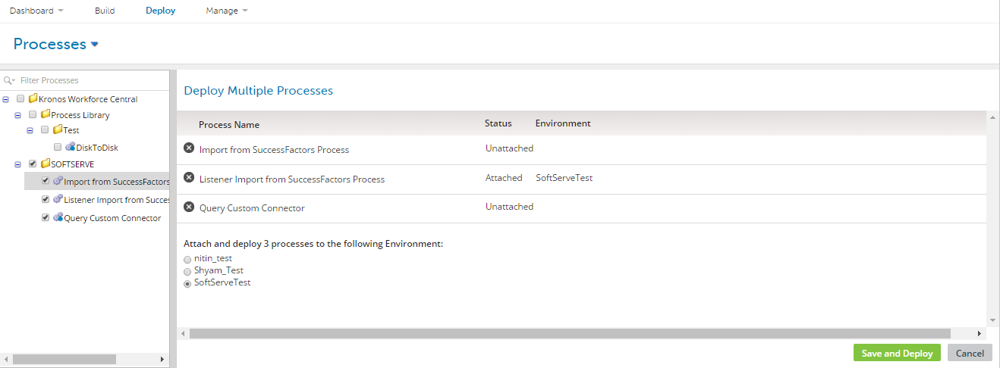 Dashboard Build Deploy Manage
Processes
Filter Processes
Kronos Workforce Central
Process Library
Test
DiskToDisk
SOFTSERVE
Import from SuccessFactors
Listener Import from Succes
Query Custom Connector
Deploy Multiple Processes
Process Name Status Environment
Import from SuccessFactors Process Unattached
Listener Import from SuccessFactors Process Attached SoftServeTest
Query Custom Connector Unattached
Attach and deploy 3 processes to the following Environment:
nitin_test
Shyam_Test
SoftServeTest
Save and Deploy Cancel